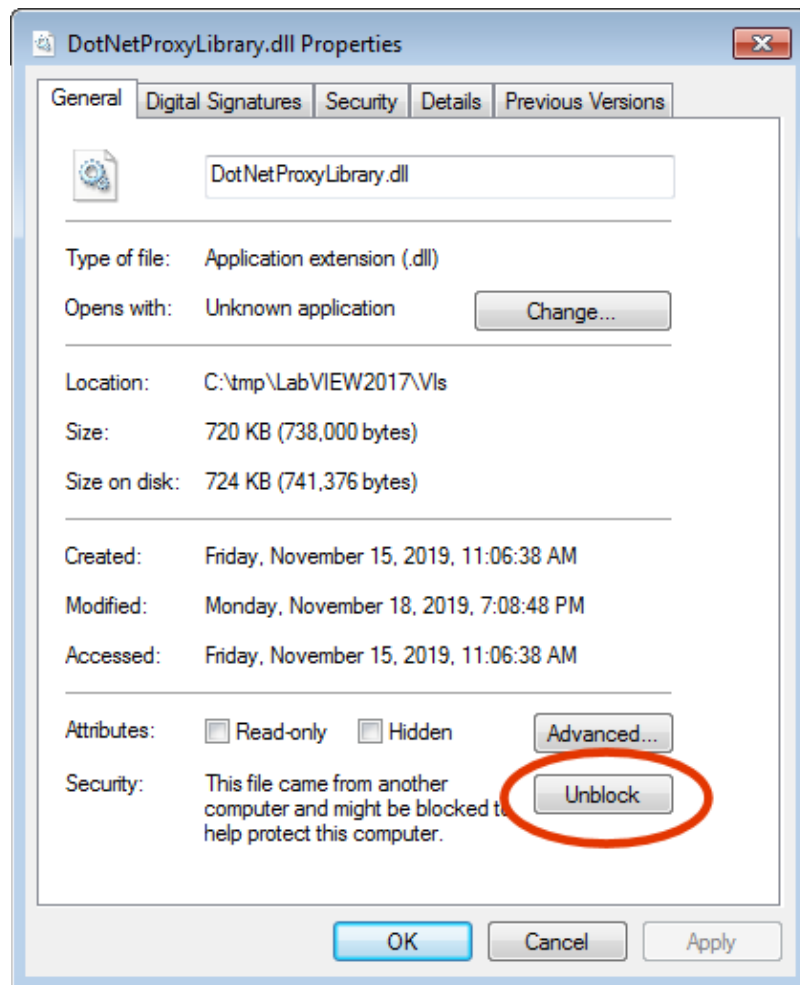 DotNetProxyLibrary.dll Properties
General Digital Signatures Security Details Previous Versions
DotNetProxyLibrary.dll
Type of file: Application extension (.dll)
Opens with: Unknown application Change...
Location: C:\tmp\LabVIEW2017\VIs
Size: 720 KB (738,000 bytes)
Size on disk: 724 KB (741,376 bytes)
Created: Friday, November 15, 2019, 11:06:38 AM
Modified: Monday, November 18, 2019, 7:08:48 PM
Accessed: Friday, November 15, 2019, 11:06:38 AM
Attributes: Read-only Hidden Advanced...
Security: This file came from another Unblock
computer and might be blocked to
help protect this computer.
OK Cancel Apply